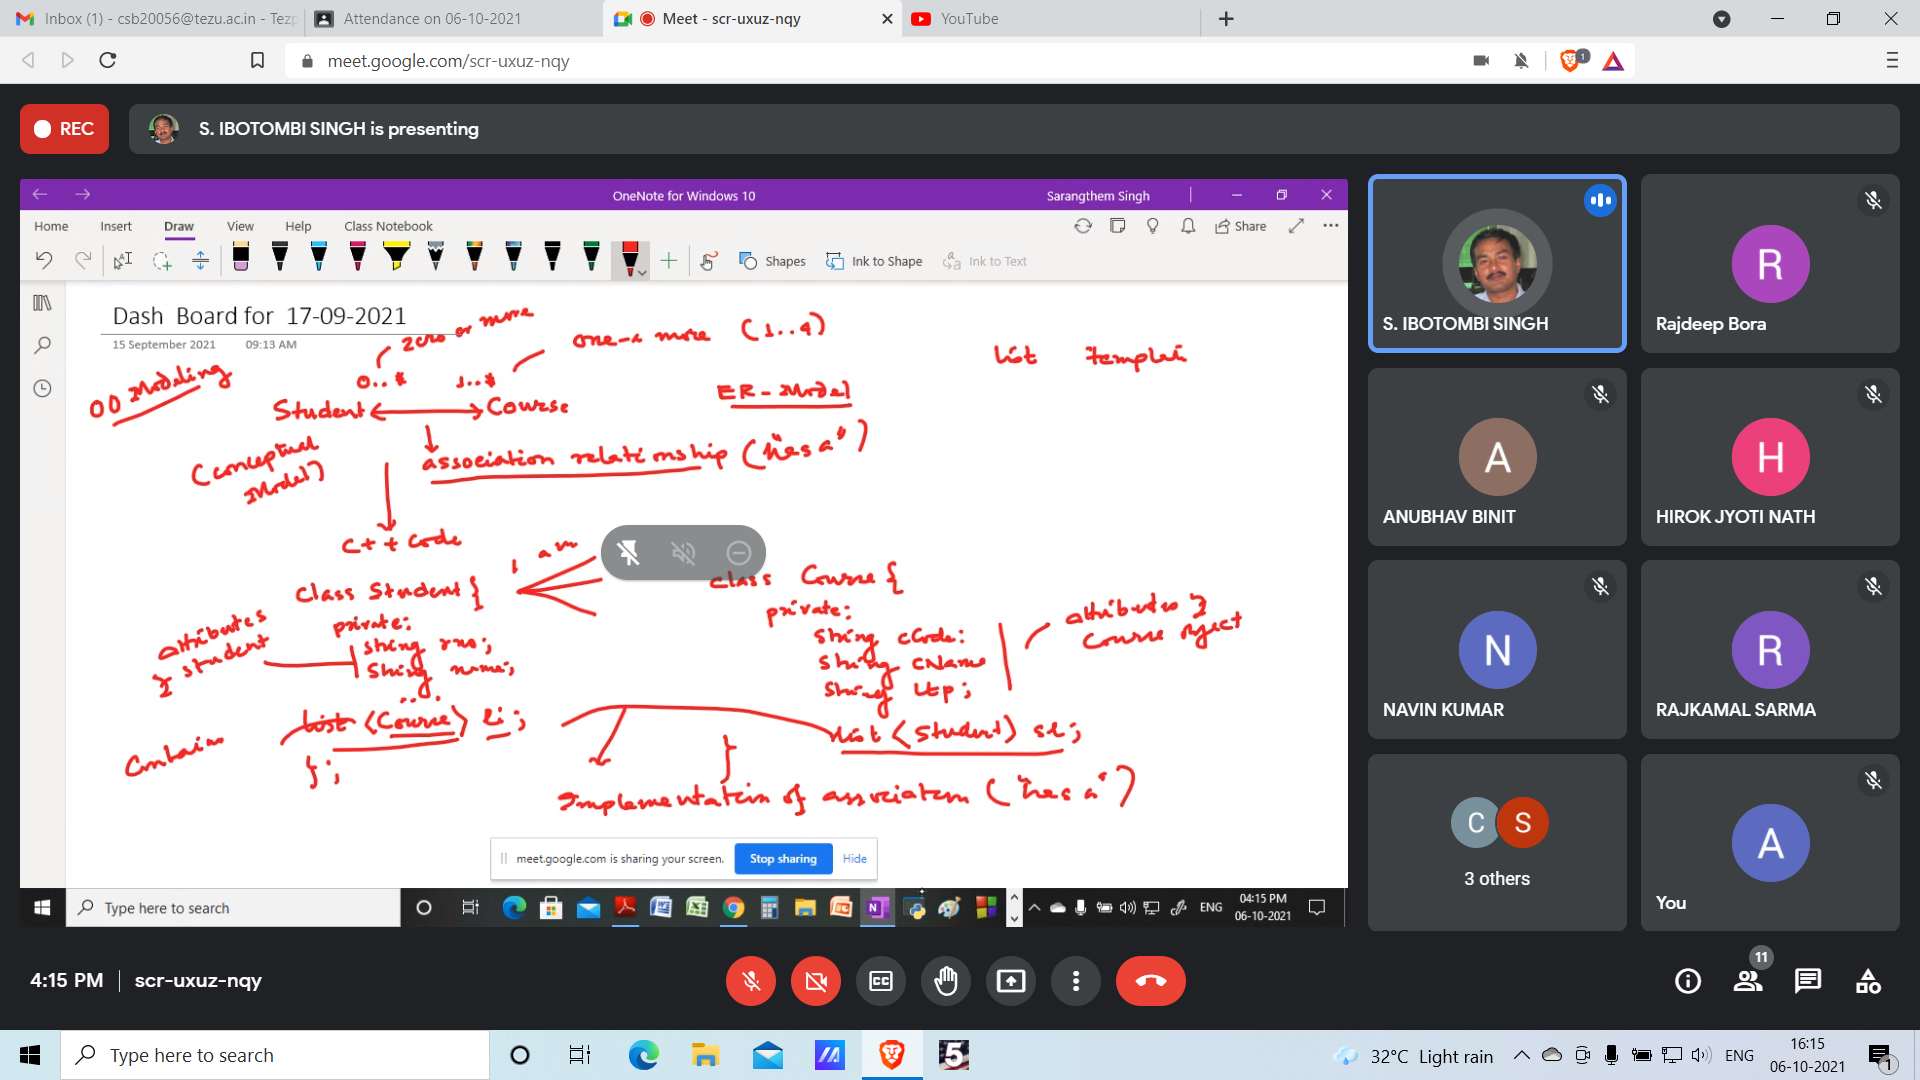 Inbox (1) - csb20056@tezu.ac.in - Tezp
Attendance on 06-10-2021
Meet - scr-uxuz-nqy
YouTube
meet.google.com/scr-uxuz-nqy
1
REC
S. IBOTOMBI SINGH is presenting
OneNote for Windows 10
Sarangthem Singh
Home Insert Draw View Help Class Notebook
Share
Shapes
Ink to Shape
Ink to Text
Dash Board for 17-09-2021
15 September 2021 09:13 AM
zero or more
one-a more (1..4)
list templat
OO Modeling
0..* 1..*
Student Course
ER-Model
(conceptual
Model)
association relationship ("has a")
C++ code
class Student {
class Course {
private:
string rno;
string name;
attributes
student
private:
string cCode:
string cName
string Ltp;
attributes
Course object
list <Course> li;
list <Student> sl;
Contains
};
}
Implementation of association ("has a")
meet.google.com is sharing your screen.
Stop sharing
Hide
Type here to search
ENG
04:15 PM
06-10-2021
S. IBOTOMBI SINGH
R
Rajdeep Bora
A
ANUBHAV BINIT
H
HIROK JYOTI NATH
N
NAVIN KUMAR
R
RAJKAMAL SARMA
C S
3 others
A
You
4:15 PM
scr-uxuz-nqy
11
Type here to search
5
32°C Light rain
ENG
16:15
06-10-2021
1